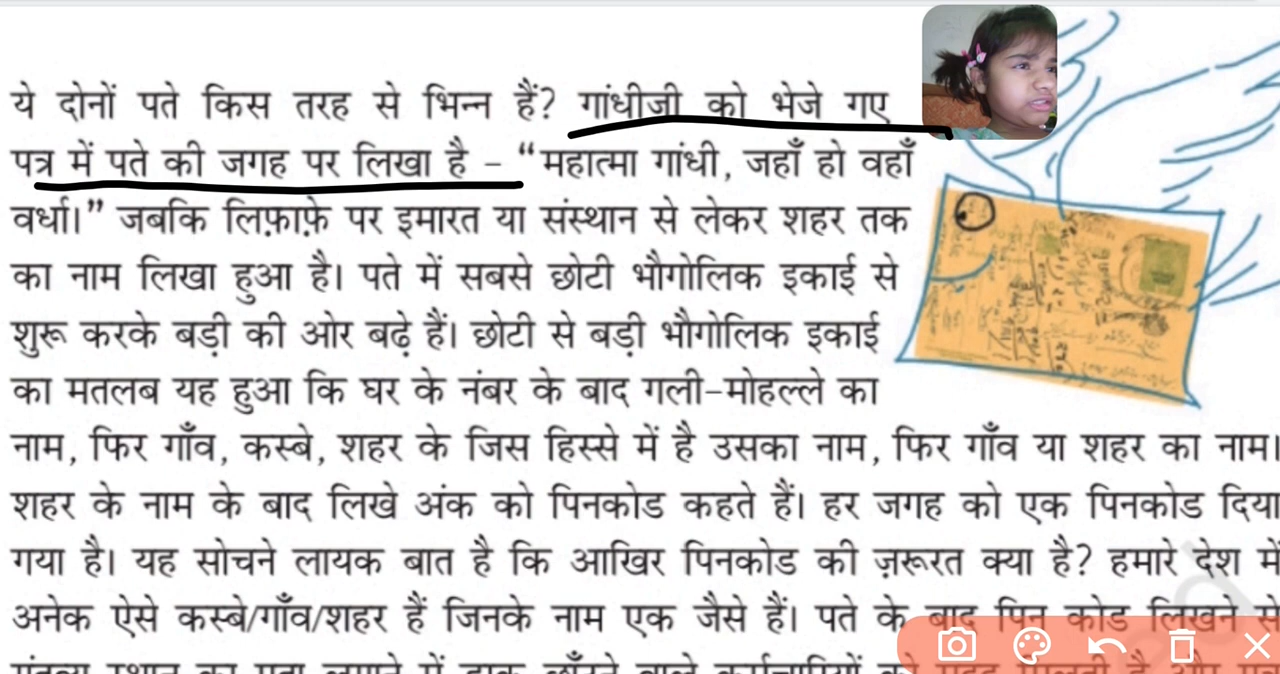 ये दोनों पते किस तरह से भिन्न हैं? गांधीजी को भेजे गए
पत्र में पते की जगह पर लिखा है – “महात्मा गांधी, जहाँ हो वहाँ
वर्धा।” जबकि लिफ़ाफ़े पर इमारत या संस्थान से लेकर शहर तक
का नाम लिखा हुआ है। पते में सबसे छोटी भौगोलिक इकाई से
शुरू करके बड़ी की ओर बढ़े हैं। छोटी से बड़ी भौगोलिक इकाई
का मतलब यह हुआ कि घर के नंबर के बाद गली–मोहल्ले का
नाम, फिर गाँव, कस्बे, शहर के जिस हिस्से में है उसका नाम, फिर गाँव या शहर का नाम।
शहर के नाम के बाद लिखे अंक को पिनकोड कहते हैं। हर जगह को एक पिनकोड दिया
गया है। यह सोचने लायक बात है कि आखिर पिनकोड की ज़रूरत क्या है? हमारे देश में
अनेक ऐसे कस्बे/गाँव/शहर हैं जिनके नाम एक जैसे हैं। पते के बाद पिन कोड लिखने से